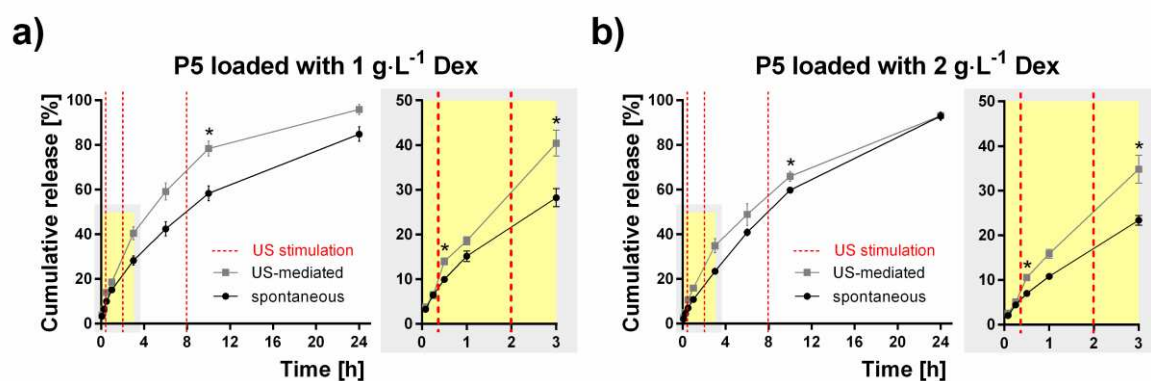 a)
P5 loaded with 1 g·L⁻¹ Dex
Cumulative release [%]
100
80
60
40
20
0
0 4 8 12 16 20 24
Time [h]
*
US stimulation
US-mediated
spontaneous
50
40
30
20
10
0
0 1 2 3
*
*
b)
P5 loaded with 2 g·L⁻¹ Dex
Cumulative release [%]
100
80
60
40
20
0
0 4 8 12 16 20 24
Time [h]
*
US stimulation
US-mediated
spontaneous
50
40
30
20
10
0
0 1 2 3
*
*